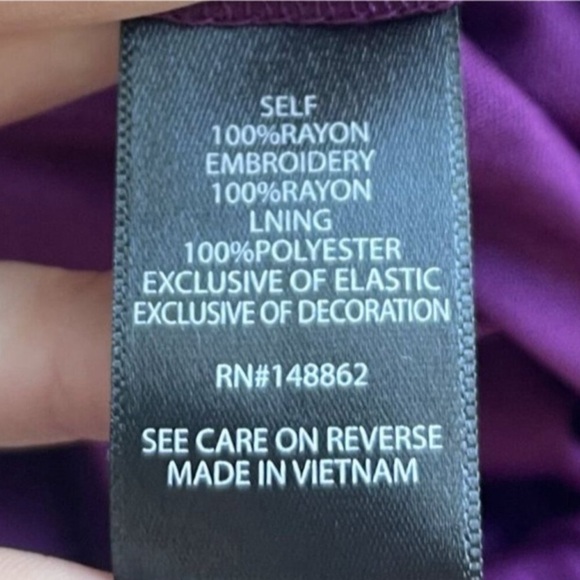 SELF
100%RAYON
EMBROIDERY
100%RAYON
LNING
100%POLYESTER
EXCLUSIVE OF ELASTIC
EXCLUSIVE OF DECORATION
RN#148862
SEE CARE ON REVERSE
MADE IN VIETNAM